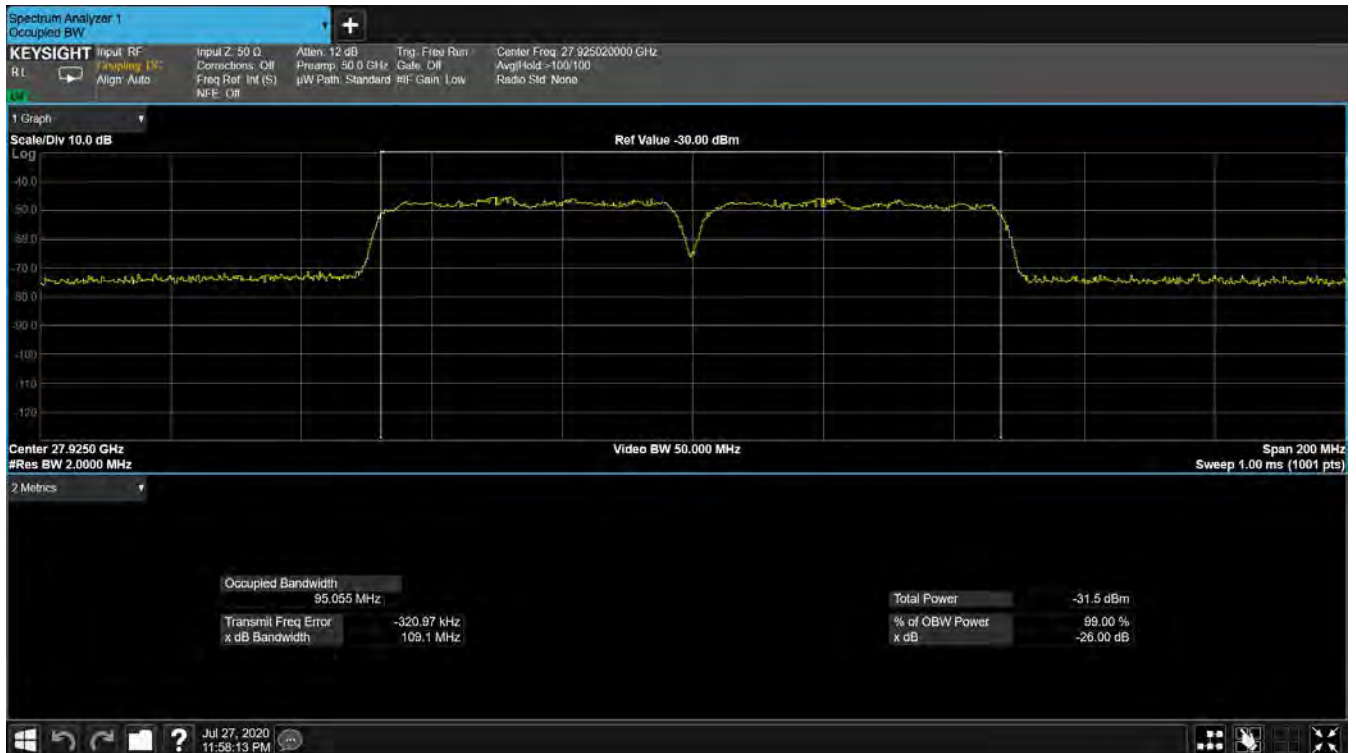 Spectrum Analyzer 1
Occupied BW
KEYSIGHT Input: RF
Coupling: DC
Align: Auto
RL
Input Z: 50 Ω
Corrections: Off
Freq Ref: Int (S)
NFE: Off
Atten: 12 dB
Preamp: 50.0 GHz
µW Path: Standard
Trig: Free Run
Gate: Off
#IF Gain: Low
Center Freq: 27.925020000 GHz
Avg|Hold:>100/100
Radio Std: None
1 Graph
Scale/Div 10.0 dB
Ref Value -30.00 dBm
Log
-40.0
-50.0
-70.0
-80.0
-90.0
-100
-110
-120
Center 27.9250 GHz
#Res BW 2.0000 MHz
Video BW 50.000 MHz
Span 200 MHz
Sweep 1.00 ms (1001 pts)
2 Metrics
Occupied Bandwidth
95.055 MHz
Transmit Freq Error -320.97 kHz
x dB Bandwidth 109.1 MHz
Total Power -31.5 dBm
% of OBW Power 99.00 %
x dB -26.00 dB
?
Jul 27, 2020
11:58:13 PM